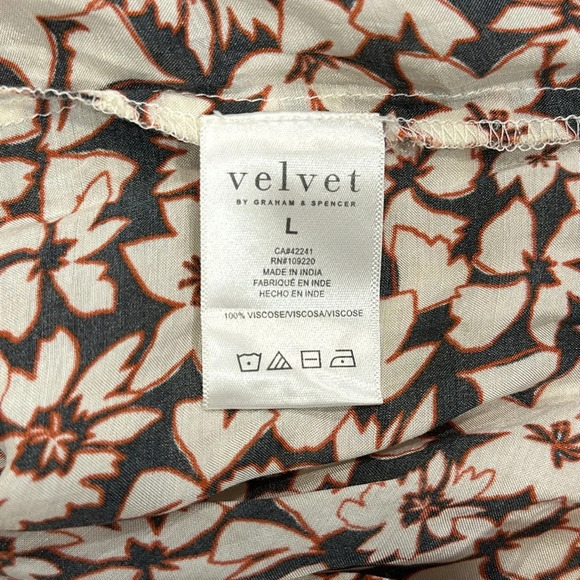 velvet
BY GRAHAM & SPENCER
L
CA#42241
RN#109220
MADE IN INDIA
FABRIQUÉ EN INDE
HECHO EN INDE
100% VISCOSE/VISCOSA/VISCOSE